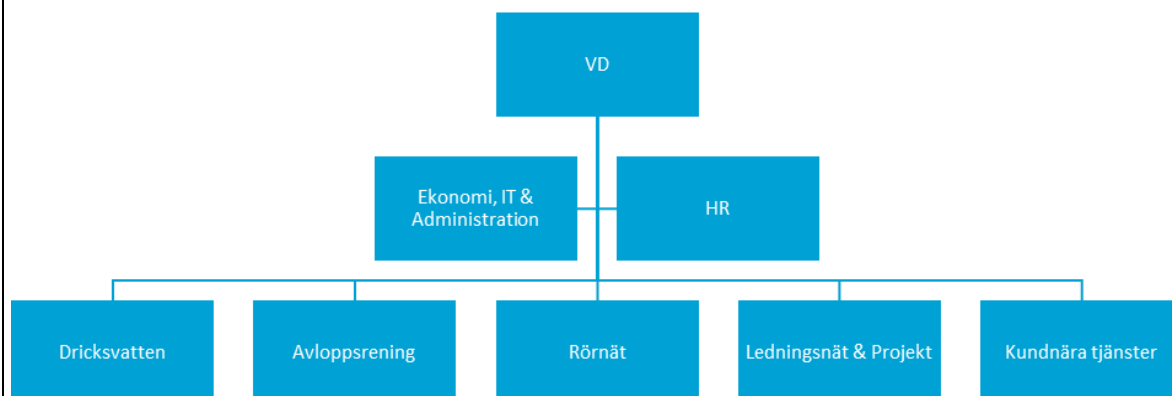 VD
Ekonomi, IT &
Administration
HR
Dricksvatten
Avloppsrening
Rörnät
Ledningsnät & Projekt
Kundnära tjänster